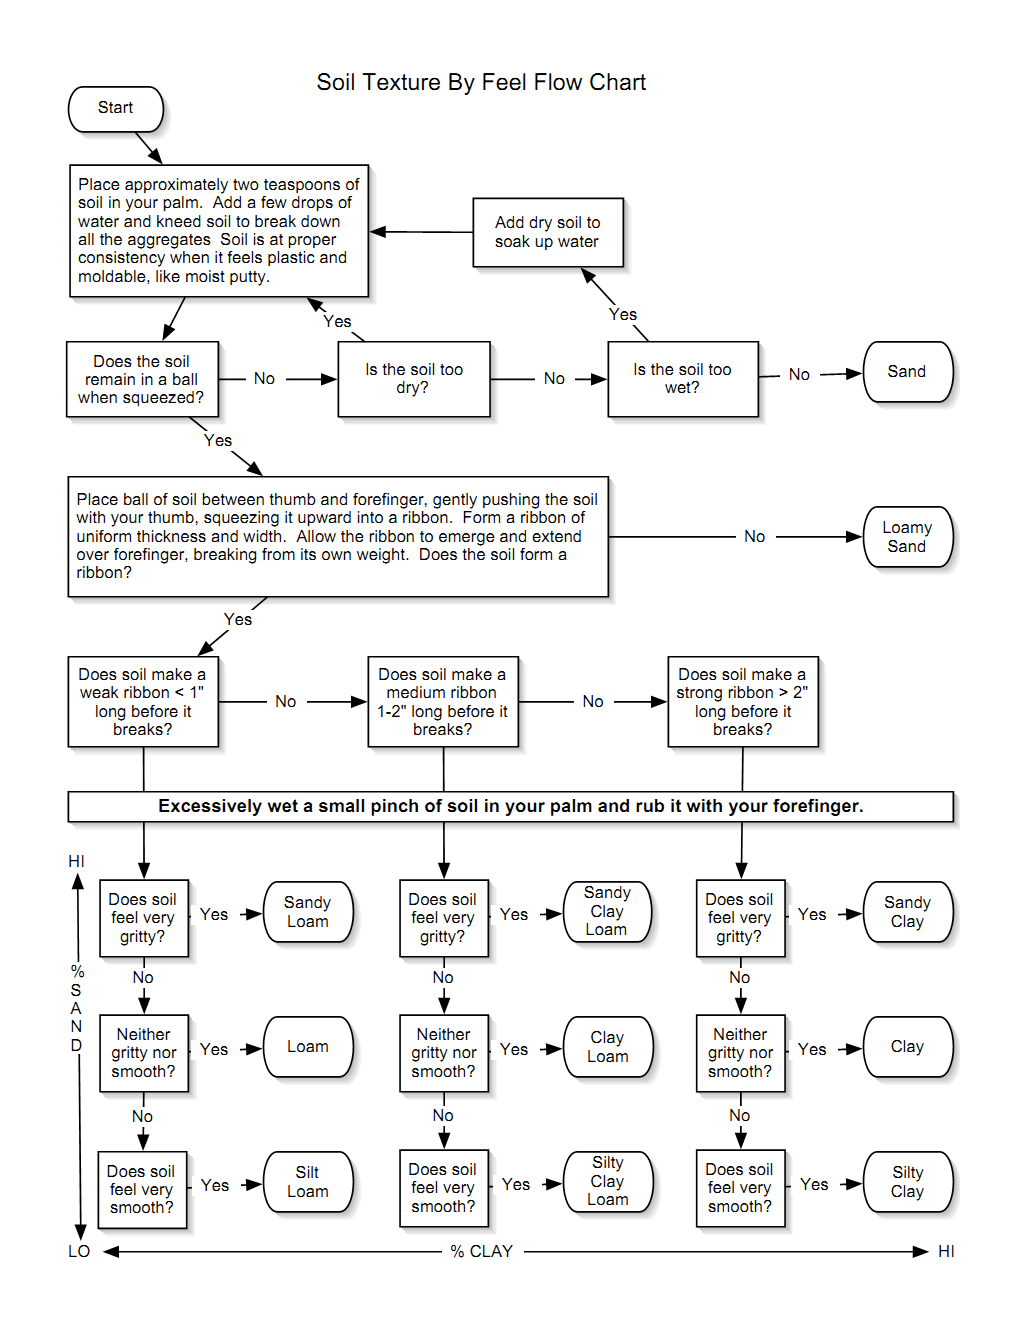 Soil Texture By Feel Flow Chart
Start
Place approximately two teaspoons of
soil in your palm.  Add a few drops of
water and kneed soil to break down
all the aggregates  Soil is at proper
consistency when it feels plastic and
moldable, like moist putty.
Add dry soil to
soak up water
Yes
Yes
Does the soil
remain in a ball
when squeezed?
No
Is the soil too
dry?
No
Is the soil too
wet?
No
Sand
Yes
Place ball of soil between thumb and forefinger, gently pushing the soil
with your thumb, squeezing it upward into a ribbon.  Form a ribbon of
uniform thickness and width.  Allow the ribbon to emerge and extend
over forefinger, breaking from its own weight.  Does the soil form a
ribbon?
No
Loamy
Sand
Yes
Does soil make a
weak ribbon < 1"
long before it
breaks?
No
Does soil make a
medium ribbon
1-2" long before it
breaks?
No
Does soil make a
strong ribbon > 2"
long before it
breaks?
Excessively wet a small pinch of soil in your palm and rub it with your forefinger.
HI
Does soil
feel very
gritty?
Yes
Sandy
Loam
Does soil
feel very
gritty?
Yes
Sandy
Clay
Loam
Does soil
feel very
gritty?
Yes
Sandy
Clay
No
No
No
%
S
A
N
D
Neither
gritty nor
smooth?
Yes
Loam
Neither
gritty nor
smooth?
Yes
Clay
Loam
Neither
gritty nor
smooth?
Yes
Clay
No
No
No
Does soil
feel very
smooth?
Yes
Silt
Loam
Does soil
feel very
smooth?
Yes
Silty
Clay
Loam
Does soil
feel very
smooth?
Yes
Silty
Clay
LO
% CLAY
HI